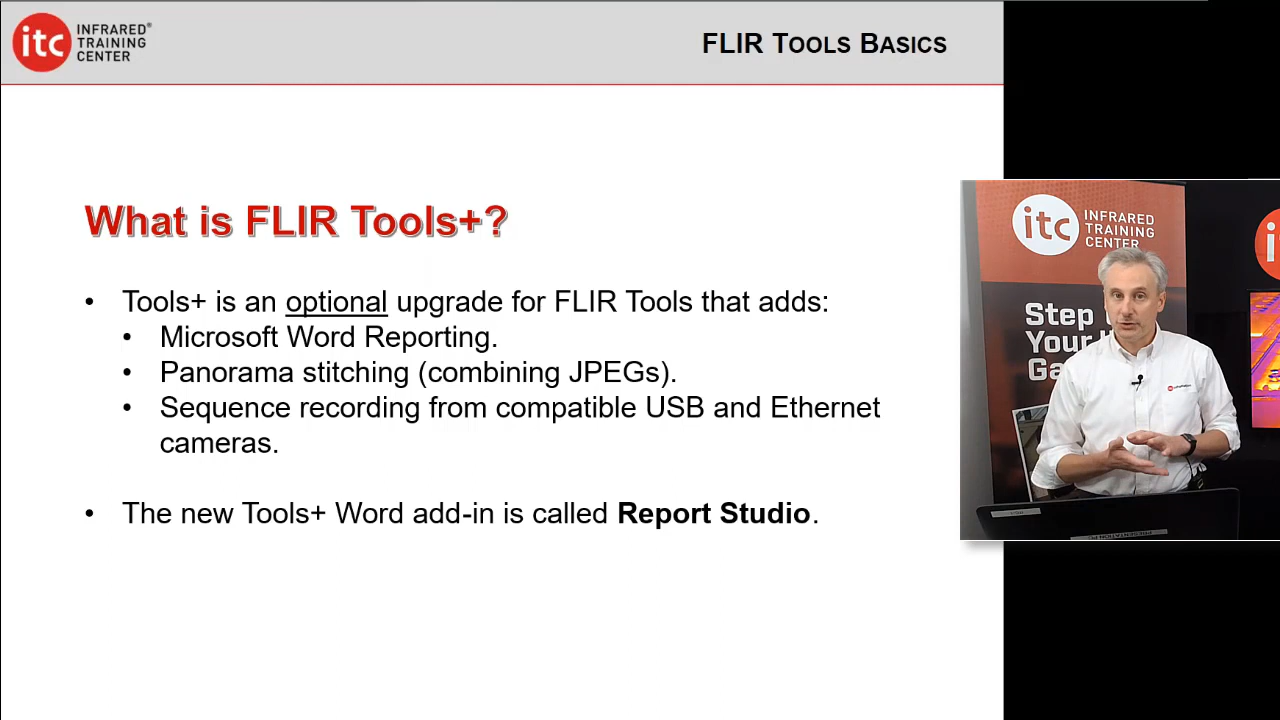 itc INFRARED®
TRAINING
CENTER
FLIR TOOLS BASICS
What is FLIR Tools+?
• Tools+ is an optional upgrade for FLIR Tools that adds:
• Microsoft Word Reporting.
• Panorama stitching (combining JPEGs).
• Sequence recording from compatible USB and Ethernet
cameras.
• The new Tools+ Word add-in is called Report Studio.
itc INFRARED
TRAINING
CENTER
Step
Your
Ga